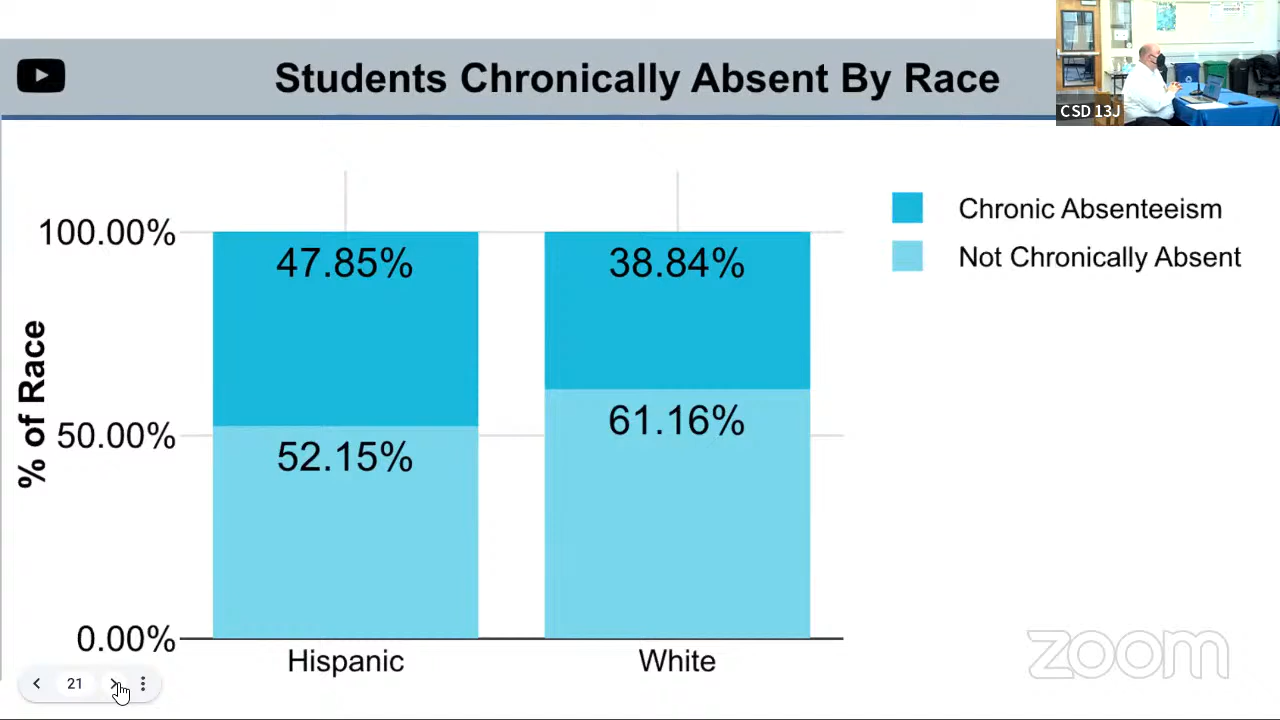 Students Chronically Absent By Race
CSD 13J
Chronic Absenteeism
Not Chronically Absent
% of Race
100.00%
50.00%
0.00%
47.85%
38.84%
52.15%
61.16%
Hispanic
White
21
zoom